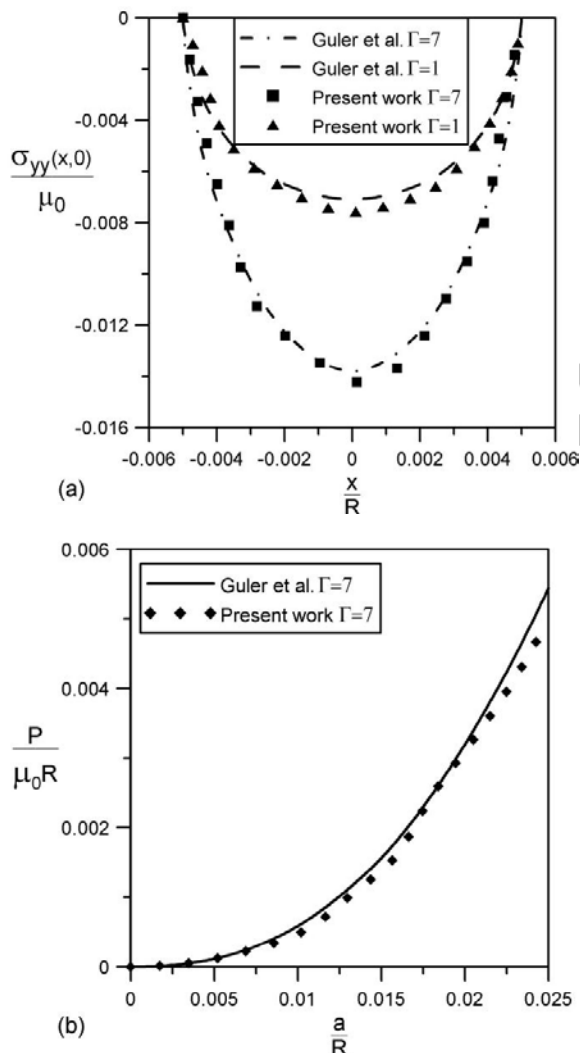 0
-0.004
-0.008
-0.012
-0.016
σyy(x,0)
μ0
Guler et al. Γ=7
Guler et al. Γ=1
Present work Γ=7
Present work Γ=1
-0.006 -0.004 -0.002 0 0.002 0.004 0.006
x
R
(a)
0.006
0.004
0.002
0
P
μ0R
Guler et al. Γ=7
Present work Γ=7
0 0.005 0.01 0.015 0.02 0.025
a
R
(b)